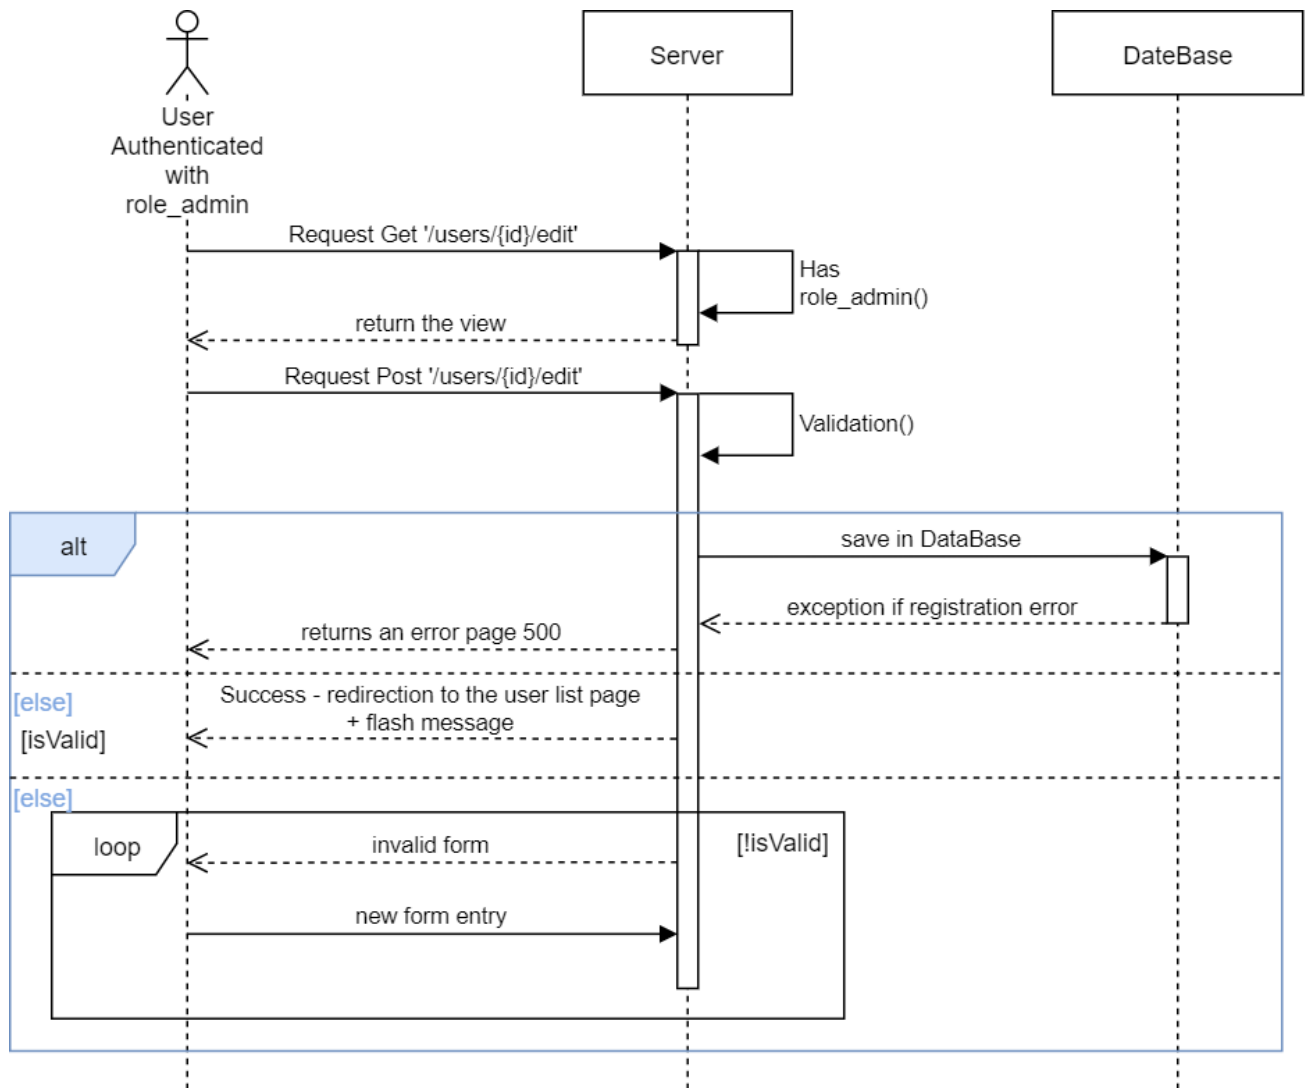 Server
DateBase
User
Authenticated
with
role_admin
Request Get '/users/{id}/edit'
Has
role_admin()
return the view
Request Post '/users/{id}/edit'
Validation()
alt
save in DataBase
exception if registration error
returns an error page 500
[else]
Success - redirection to the user list page
+ flash message
[isValid]
[else]
loop
invalid form
[!isValid]
new form entry